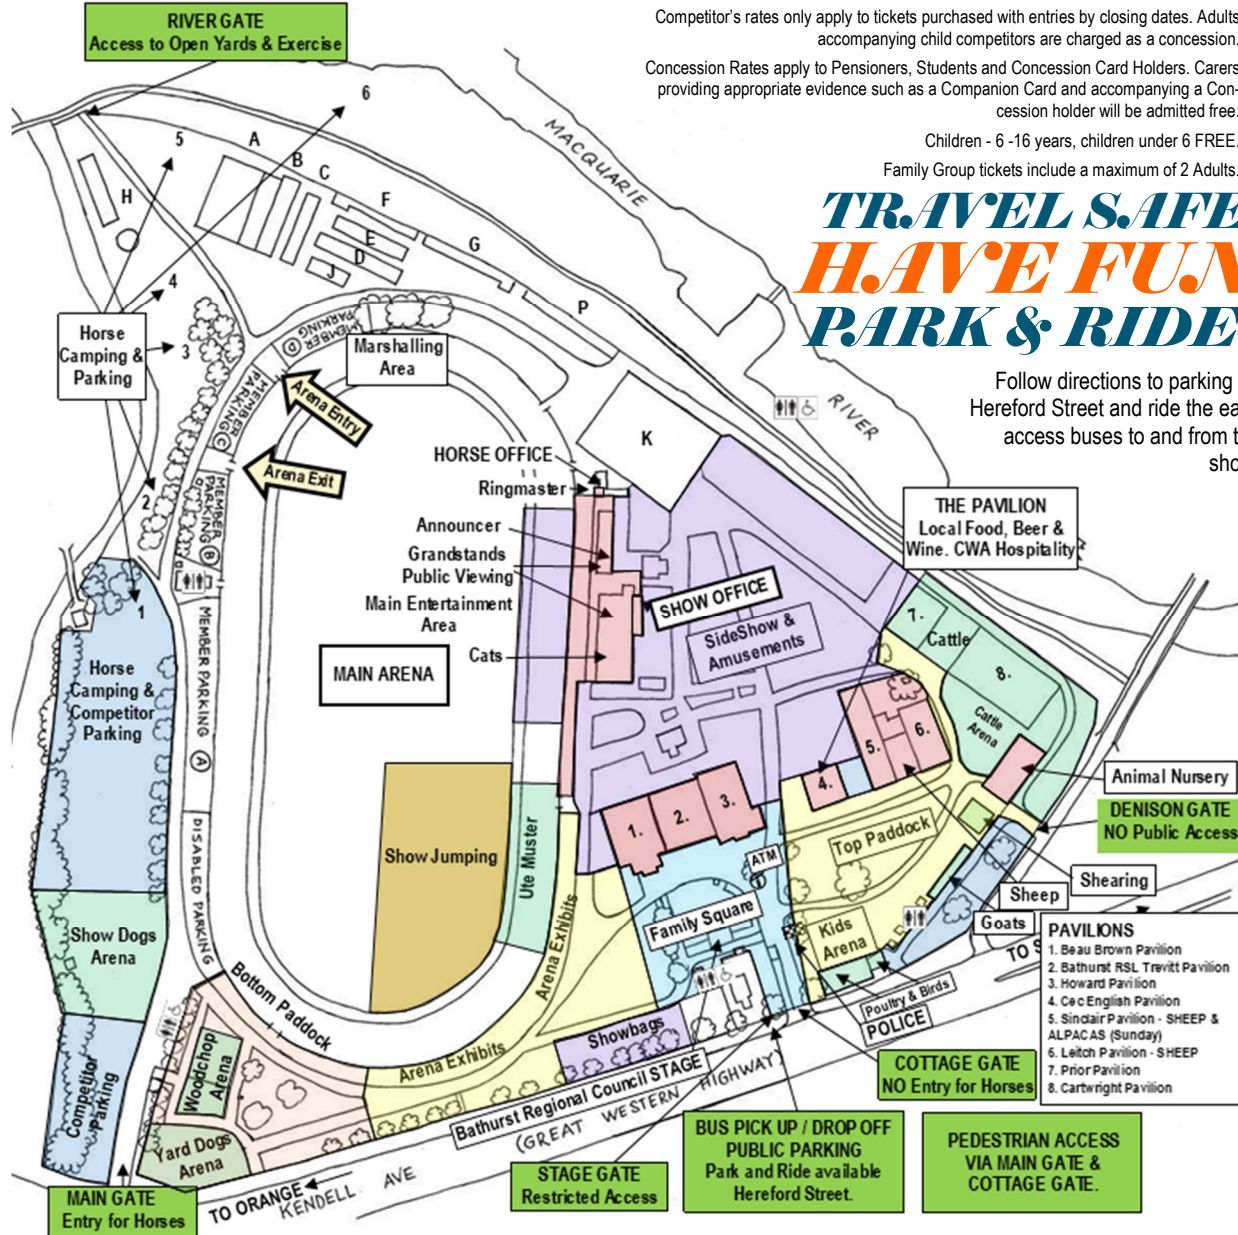 RIVER GATE
Access to Open Yards & Exercise
Competitor's rates only apply to tickets purchased with entries by closing dates. Adults
accompanying child competitors are charged as a concession.
Concession Rates apply to Pensioners, Students and Concession Card Holders. Carers
providing appropriate evidence such as a Companion Card and accompanying a Con-
cession holder will be admitted free.
Children - 6 -16 years, children under 6 FREE.
Family Group tickets include a maximum of 2 Adults.
TRAVEL SAFE
HAVE FUN
PARK & RIDE
Follow directions to parking
Hereford Street and ride the ea
access buses to and from t
sho
MACQUARIE
RIVER
6
5
A
B
C
F
H
E
D
J
G
P
4
3
2
1
K
Horse
Camping &
Parking
MEMBER
PARKING
D
Marshalling
Area
MEMBER
PARKING
C
Arena Entry
Arena Exit
MEMBER
PARKING
B
MEMBER PARKING
A
DISABLED PARKING
HORSE OFFICE
Ringmaster
Announcer
Grandstands
Public Viewing
Main Entertainment
Area
Cats
MAIN ARENA
SHOW OFFICE
SideShow &
Amusements
THE PAVILION
Local Food, Beer &
Wine. CWA Hospitality
7.
Cattle
8.
Cattle
Arena
Horse
Camping &
Competitor
Parking
5.
6.
4.
3.
2.
1.
Animal Nursery
DENISON GATE
NO Public Access
Show Jumping
Ute Muster
Top Paddock
ATM
Shearing
Sheep
Goats
Show Dogs
Arena
Family Square
Kids
Arena
Arena Exhibits
Bottom Paddock
TO S
Poultry & Birds
POLICE
PAVILIONS
1. Beau Brown Pavilion
2. Bathurst RSL Trevitt Pavilion
3. Howard Pavilion
4. Cec English Pavilion
5. Sinclair Pavilion - SHEEP &
ALPACAS (Sunday)
6. Leitch Pavilion - SHEEP
7. Prior Pavilion
8. Cartwright Pavilion
Showbags
Arena Exhibits
Woodchop
Arena
Competitor
Parking
Yard Dogs
Arena
Bathurst Regional Council STAGE
(GREAT WESTERN HIGHWAY)
COTTAGE GATE
NO Entry for Horses
BUS PICK UP / DROP OFF
PUBLIC PARKING
Park and Ride available
Hereford Street.
PEDESTRIAN ACCESS
VIA MAIN GATE &
COTTAGE GATE.
STAGE GATE
Restricted Access
TO ORANGE
KENDELL AVE
MAIN GATE
Entry for Horses